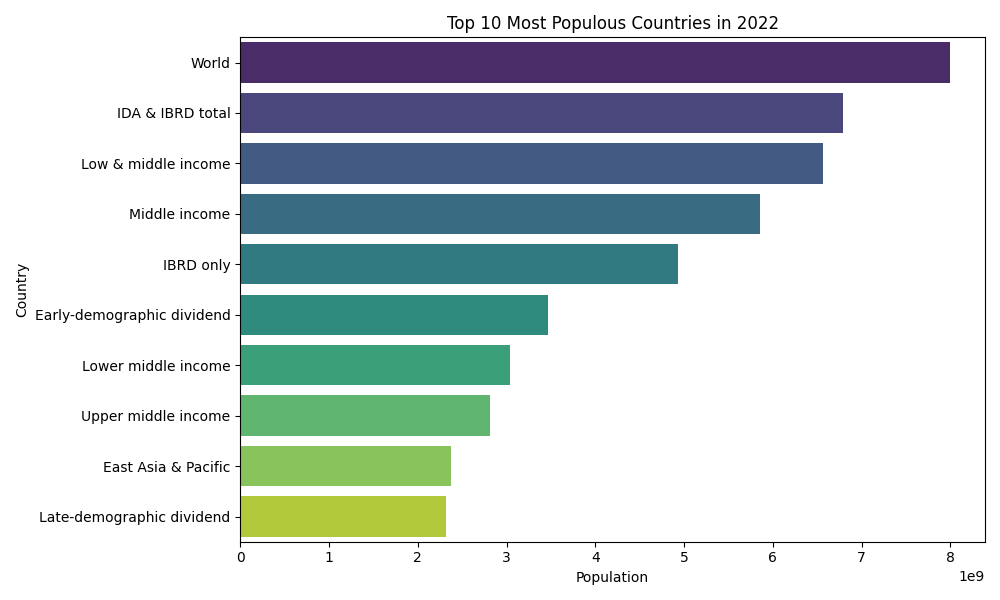 Top 10 Most Populous Countries in 2022
World
IDA & IBRD total
Low & middle income
Middle income
IBRD only
Early-demographic dividend
Lower middle income
Upper middle income
East Asia & Pacific
Late-demographic dividend
Country
0 1 2 3 4 5 6 7 8
1e9
Population